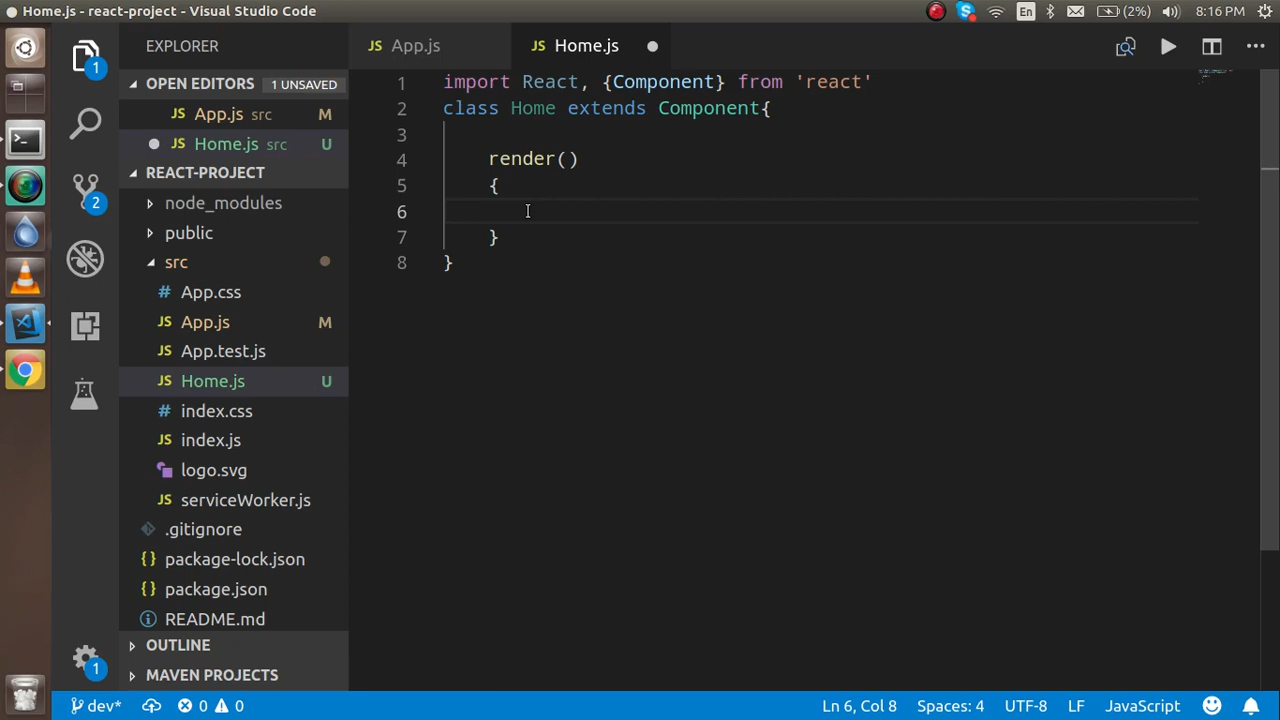 Home.js - react-project - Visual Studio Code
En
(2%)
8:16 PM
EXPLORER
App.js
Home.js
OPEN EDITORS 1 UNSAVED
App.js src M
Home.js src U
REACT-PROJECT
node_modules
public
src
# App.css
JS App.js M
JS App.test.js
JS Home.js U
# index.css
JS index.js
logo.svg
JS serviceWorker.js
.gitignore
{} package-lock.json
{} package.json
README.md
OUTLINE
MAVEN PROJECTS
1
2
1
JS
JS
JS
JS
1 import React, {Component} from 'react'
2 class Home extends Component{
3
4 render()
5 {
6
7 }
8 }
dev* 0 0 Ln 6, Col 8 Spaces: 4 UTF-8 LF JavaScript